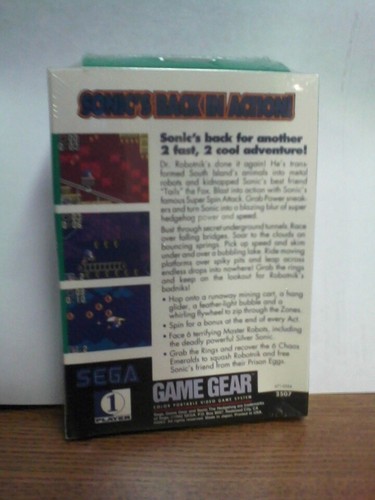 SONIC'S BACK IN ACTION!
Sonic's back for another
2 fast, 2 cool adventure!
Dr. Robotnik's done it again! He's trans
formed South Island's animals into metal
robots and kidnapped Sonic's best friend
"Tails" the Fox. Blast into action with Sonic's
famous Super Spin Attack. Grab Power sneak-
ers and turn Sonic into a blazing blur of super
hedgehog power and speed.
Bust through secret underground tunnels. Race
over falling bridges. Soar to the clouds on
bouncing springs. Pick up speed and skim
under and over a bubbling lake. Ride moving
platforms over spiky pits and leap across
endless drops into nowhere! Grab the rings
and keep on the lookout for Robotnik's
badniks!
• Hop onto a runaway mining cart, a hang
glider, a feather-light bubble and a
whirling flywheel to zip through the Zones.
• Spin for a bonus at the end of every Act.
• Face 6 terrifying Master Robots, including
the deadly powerful Silver Sonic.
• Grab the Rings and recover the 6 Chaos
Emeralds to squash Robotnik and free
Sonic's friend from their Prison Eggs.
SEGA
1
PLAYER
GAME GEAR
COLOR PORTABLE VIDEO GAME SYSTEM
2507